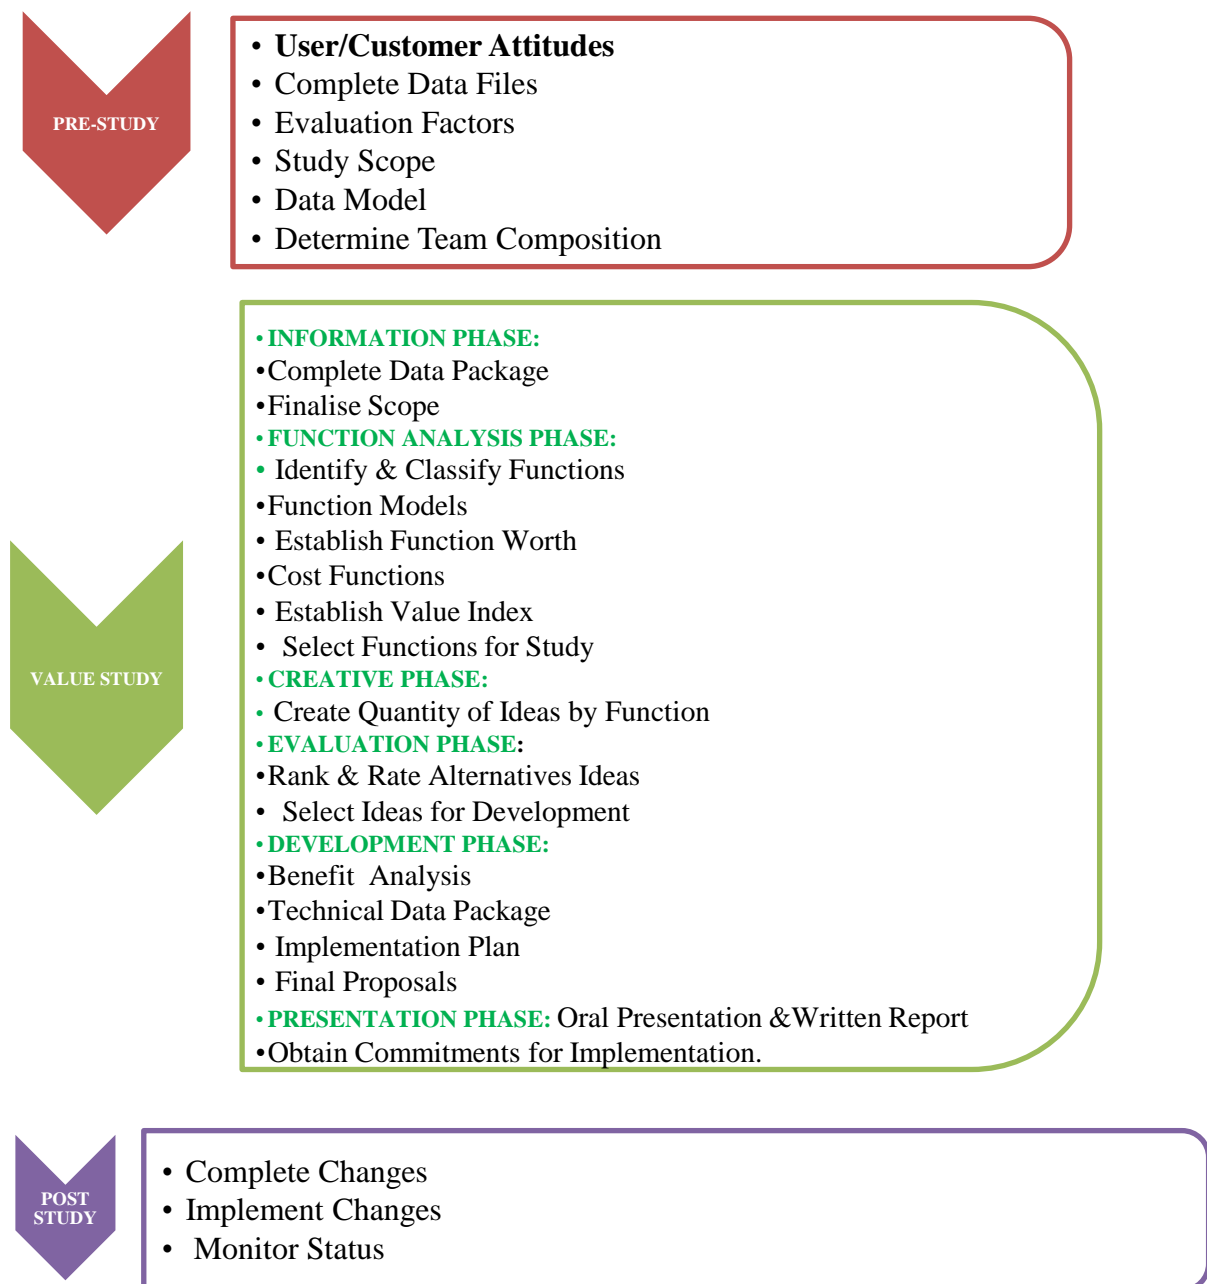 PRE-STUDY
• User/Customer Attitudes
• Complete Data Files
• Evaluation Factors
• Study Scope
• Data Model
• Determine Team Composition
VALUE STUDY
• INFORMATION PHASE:
•Complete Data Package
•Finalise Scope
• FUNCTION ANALYSIS PHASE:
• Identify & Classify Functions
•Function Models
• Establish Function Worth
•Cost Functions
• Establish Value Index
• Select Functions for Study
• CREATIVE PHASE:
• Create Quantity of Ideas by Function
• EVALUATION PHASE:
•Rank & Rate Alternatives Ideas
• Select Ideas for Development
• DEVELOPMENT PHASE:
•Benefit Analysis
•Technical Data Package
• Implementation Plan
• Final Proposals
• PRESENTATION PHASE: Oral Presentation &Written Report
•Obtain Commitments for Implementation.
POST
STUDY
• Complete Changes
• Implement Changes
• Monitor Status